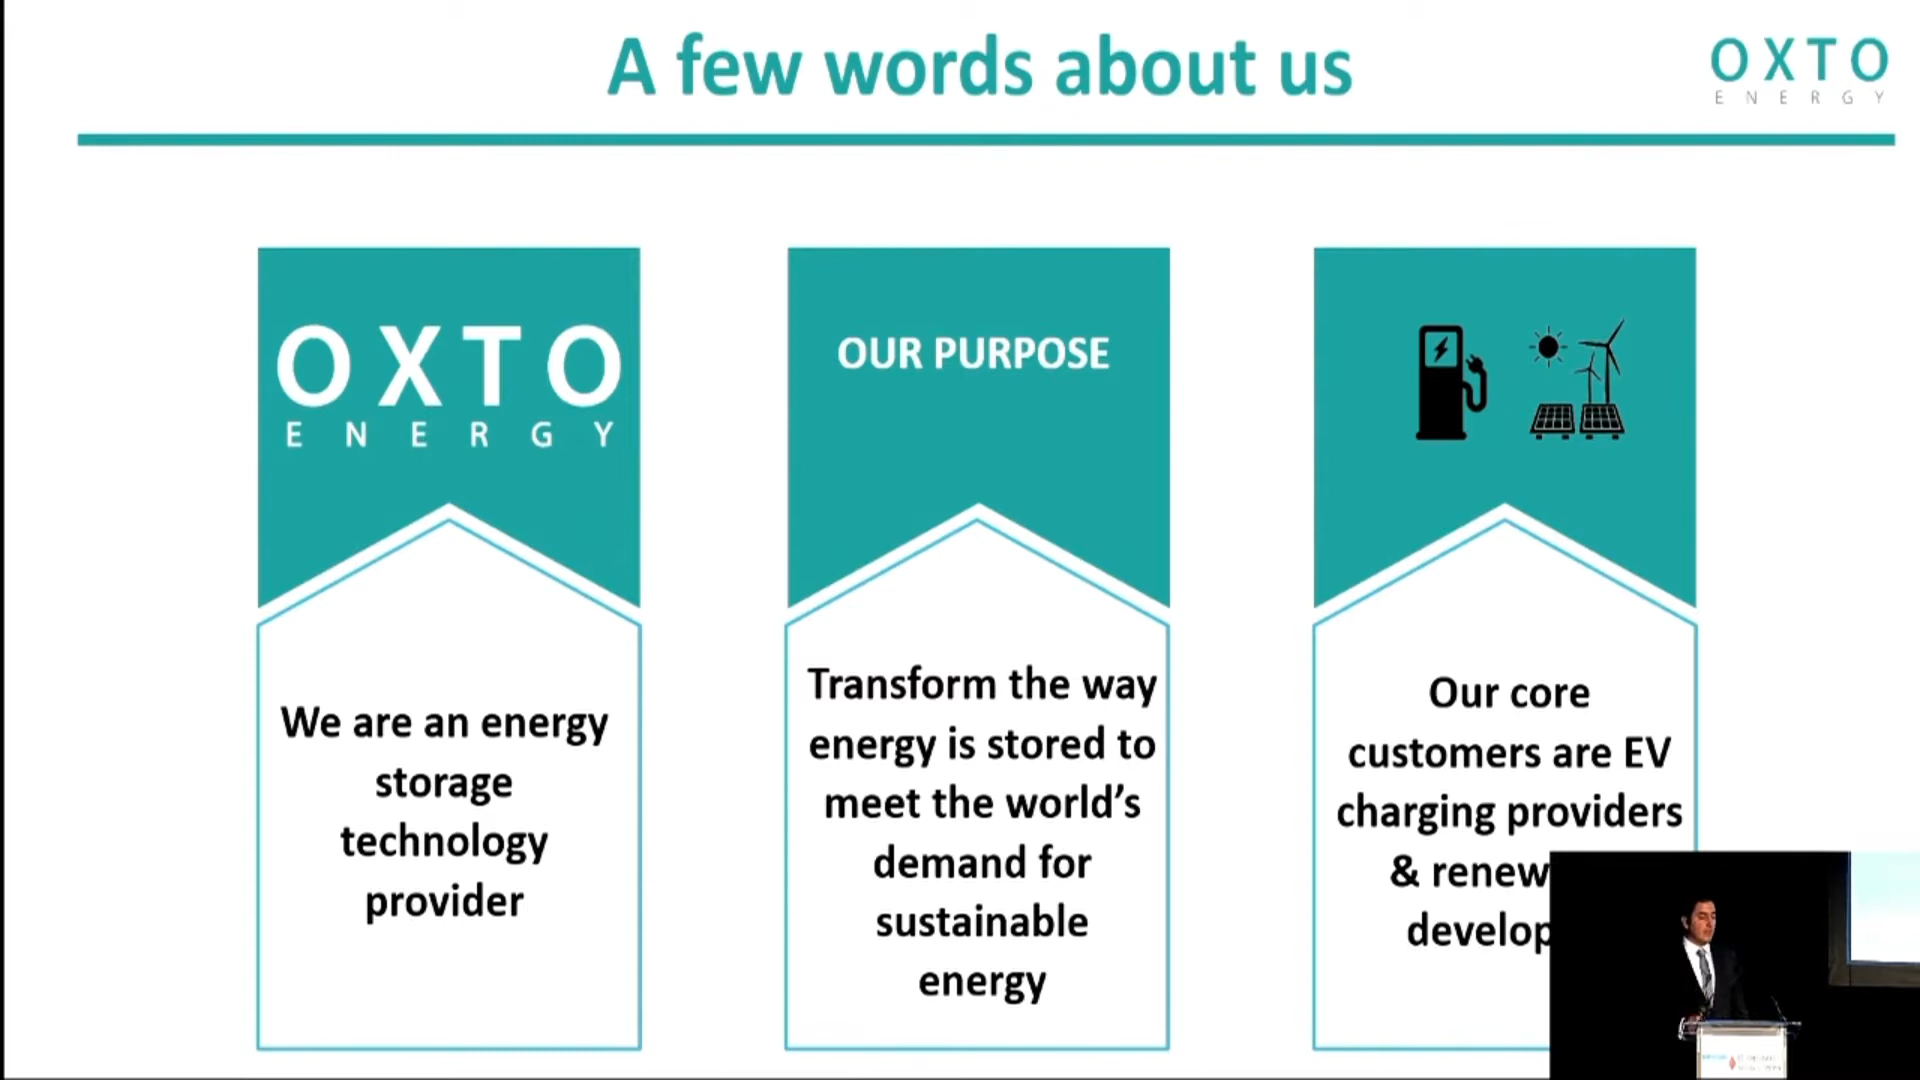 A few words about us
OXTO
ENERGY
OXTO
ENERGY
OUR PURPOSE
We are an energy
storage
technology
provider
Transform the way
energy is stored to
meet the world's
demand for
sustainable
energy
Our core
customers are EV
charging providers
& renew
develop